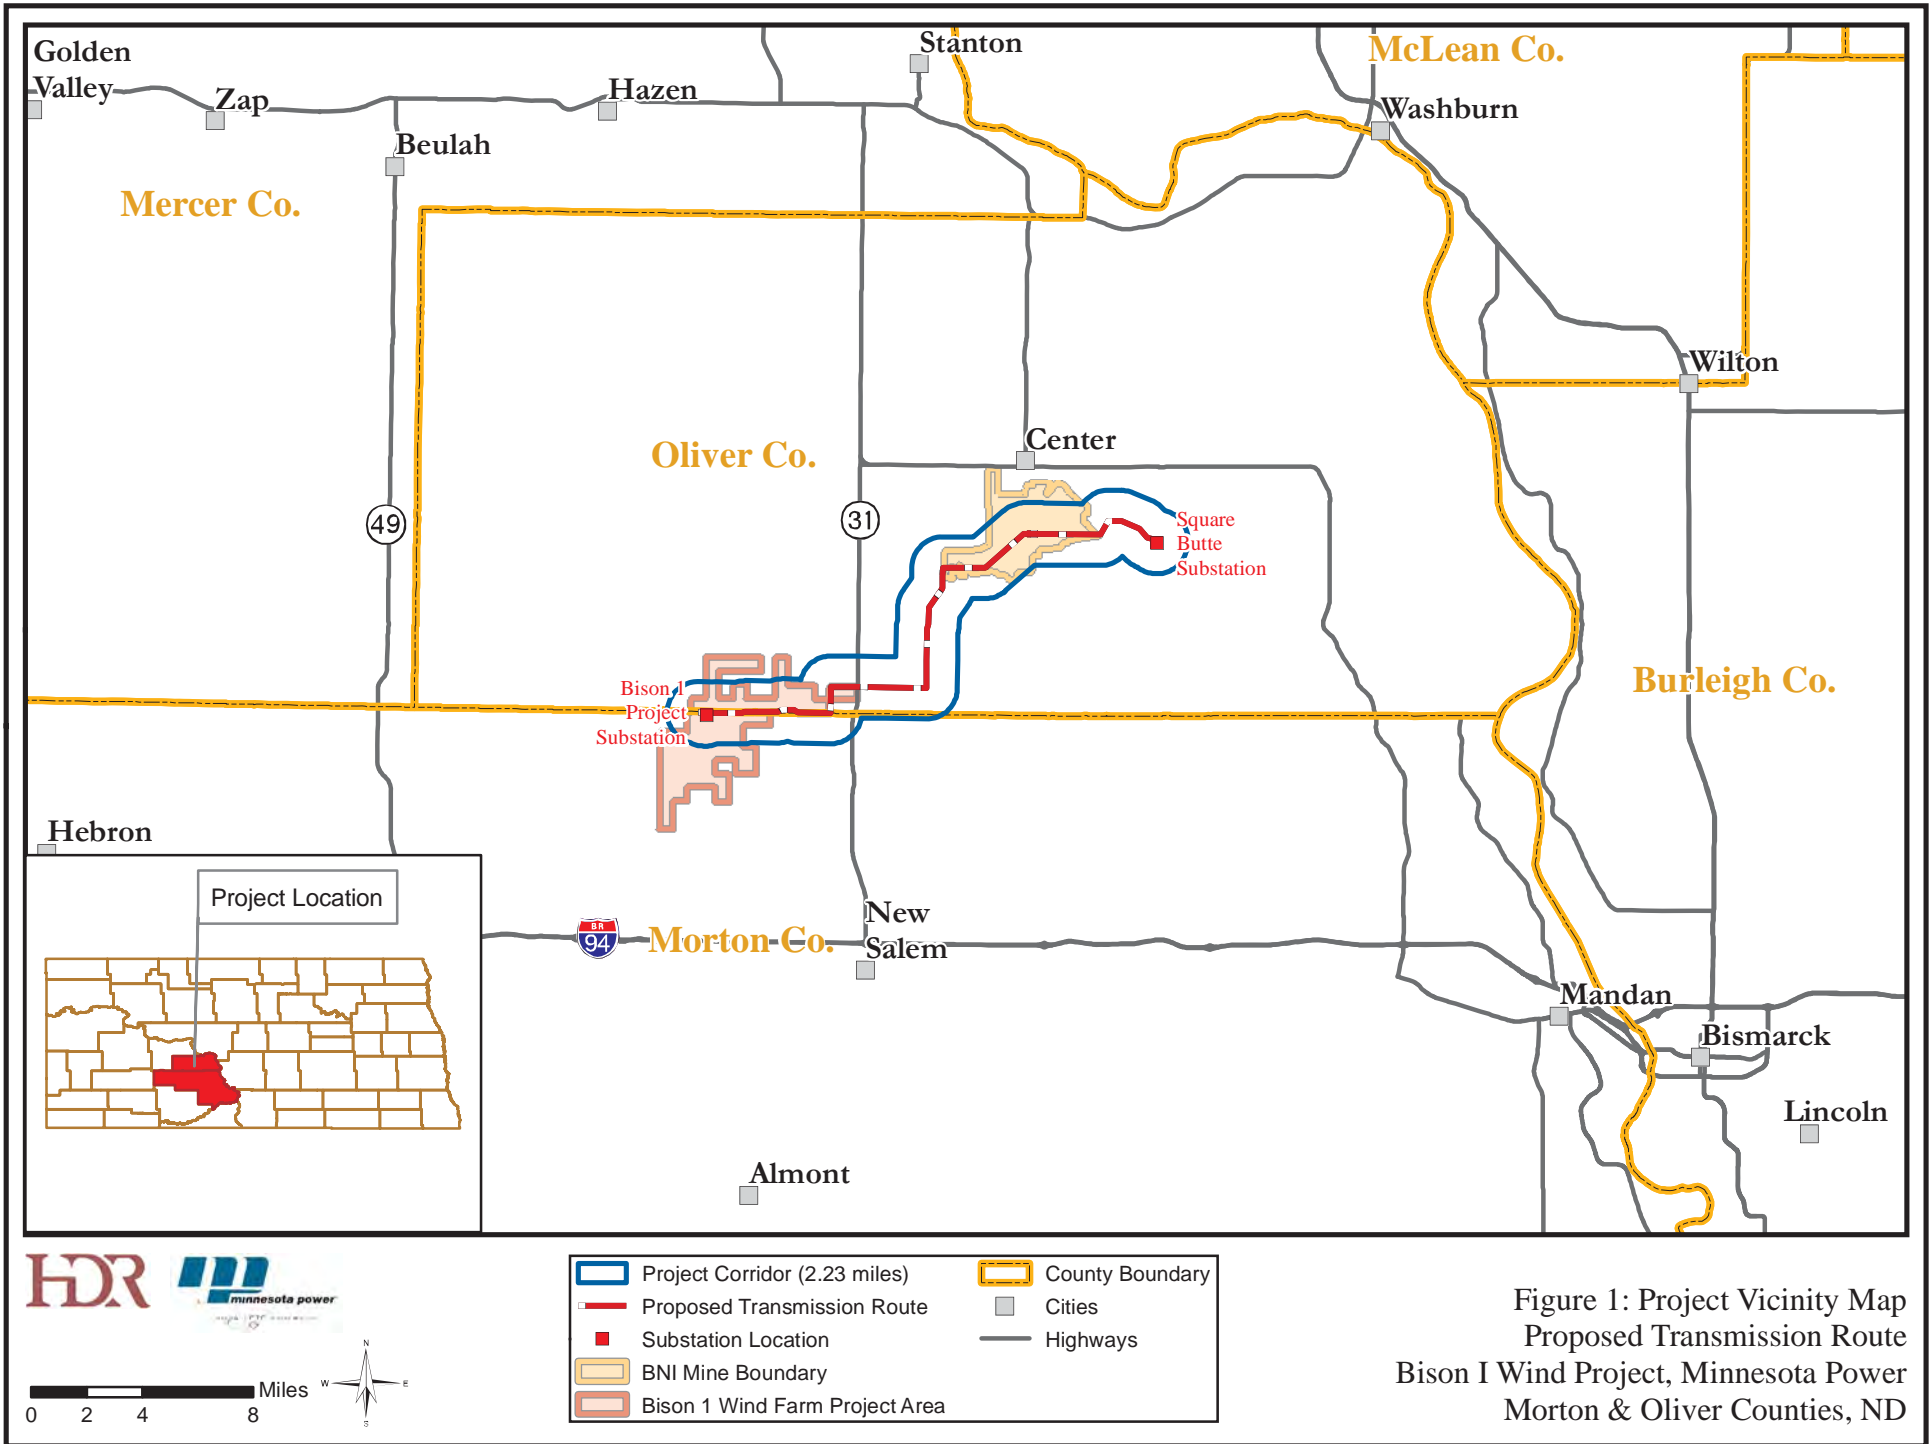 Golden
Valley
Zap
Hazen
Stanton
McLean Co.
Washburn
Beulah
Mercer Co.
Wilton
Center
Oliver Co.
49
31
Square
Butte
Substation
Bison 1
Project
Substation
Burleigh Co.
Hebron
Project Location
BR
94
Morton Co.
New
Salem
Mandan
Bismarck
Lincoln
Almont
HDR
minnesota power
Miles
0 2 4 8
N
W E
S
Project Corridor (2.23 miles)
Proposed Transmission Route
Substation Location
BNI Mine Boundary
Bison 1 Wind Farm Project Area
County Boundary
Cities
Highways
Figure 1: Project Vicinity Map
Proposed Transmission Route
Bison I Wind Project, Minnesota Power
Morton & Oliver Counties, ND